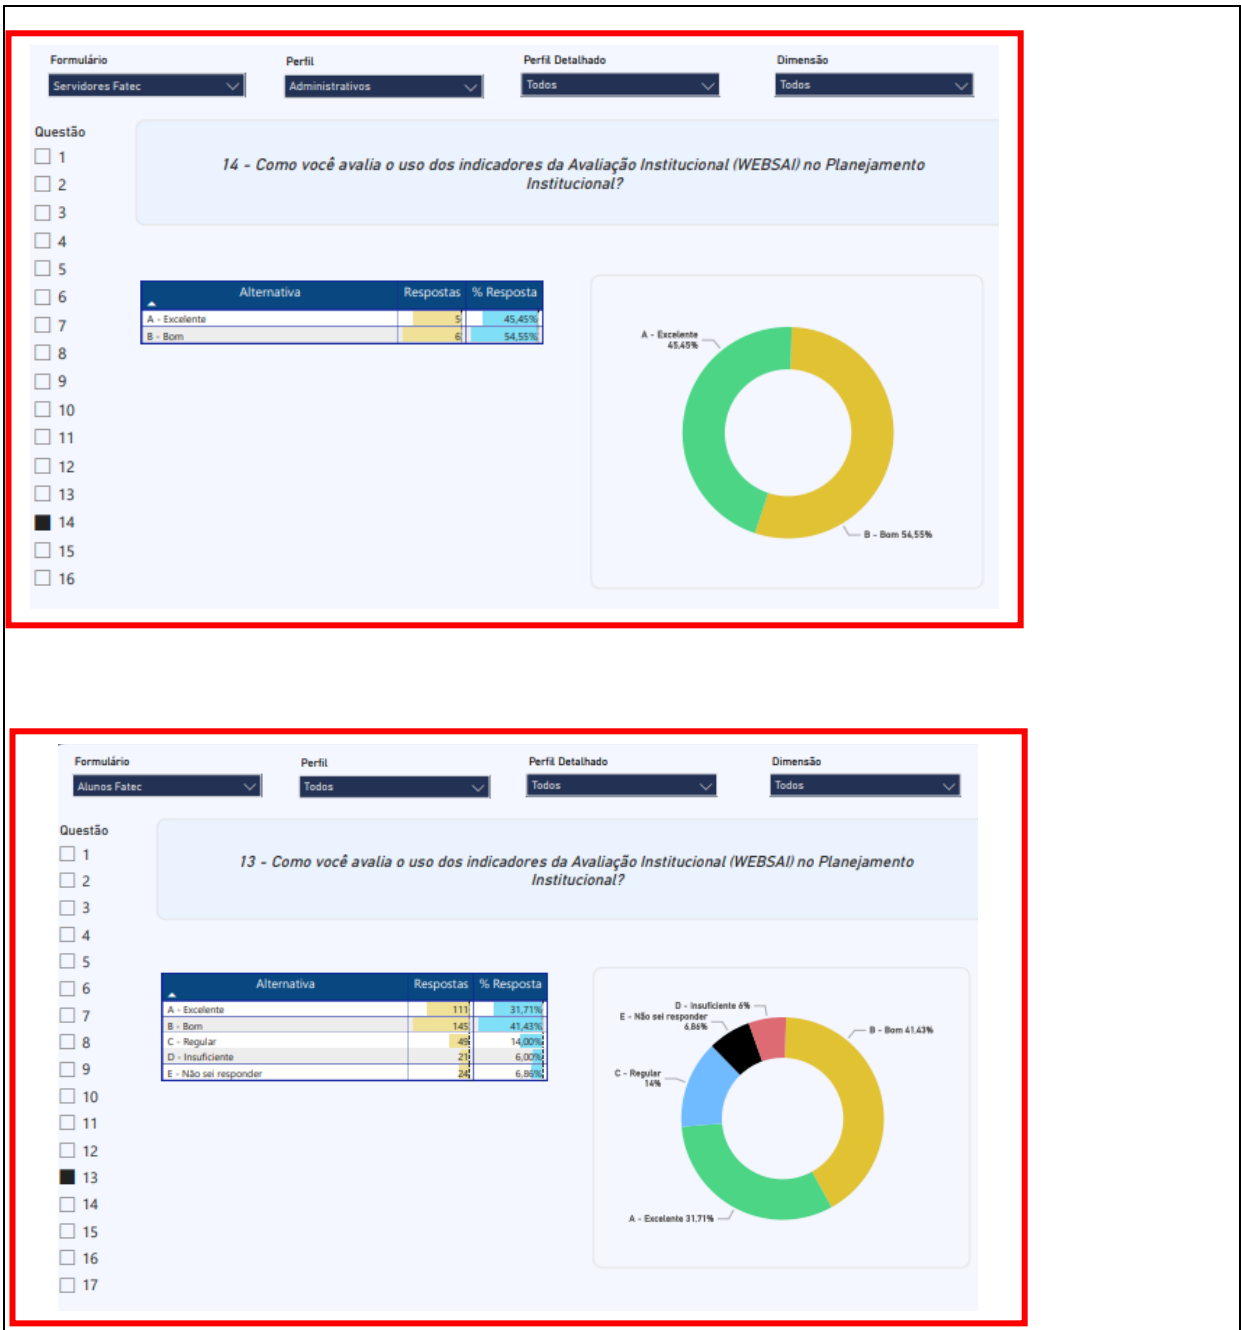 Formulário Perfil Perfil Detalhado Dimensão
Servidores Fatec Administrativos Todos Todos
Questão
1
2
3
4
5
6
7
8
9
10
11
12
13
14
15
16
14 - Como você avalia o uso dos indicadores da Avaliação Institucional (WEBSAI) no Planejamento
Institucional?
Alternativa Respostas % Resposta
A - Excelente 5 45,45%
B - Bom 6 54,55%
A - Excelente
45,45%
B - Bom 54,55%
Formulário Perfil Perfil Detalhado Dimensão
Alunos Fatec Todos Todos Todos
Questão
1
2
3
4
5
6
7
8
9
10
11
12
13
14
15
16
17
13 - Como você avalia o uso dos indicadores da Avaliação Institucional (WEBSAI) no Planejamento
Institucional?
Alternativa Respostas % Resposta
A - Excelente 111 31,71%
B - Bom 145 41,43%
C - Regular 49 14,00%
D - Insuficiente 21 6,00%
E - Não sei responder 24 6,86%
D - Insuficiente 6%
E - Não sei responder
6,86%
B - Bom 41,43%
C - Regular
14%
A - Excelente 31,71%